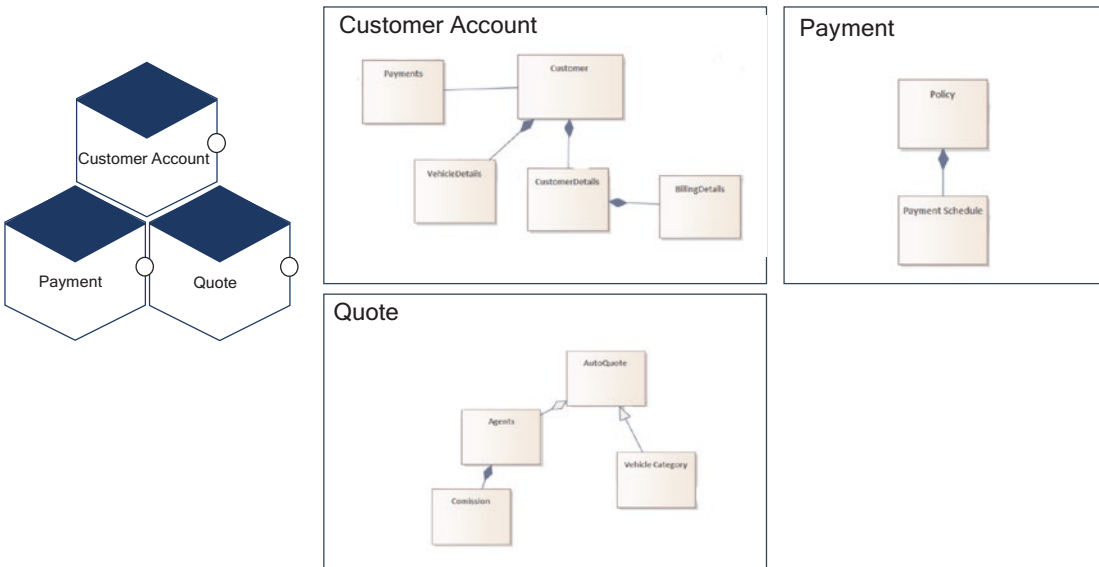 Customer Account
Payment
Quote
Customer Account
Payments
Customer
VehicleDetails
CustomerDetails
BillingDetails
Payment
Policy
Payment Schedule
Quote
AutoQuote
Agents
Vehicle Category
Comission